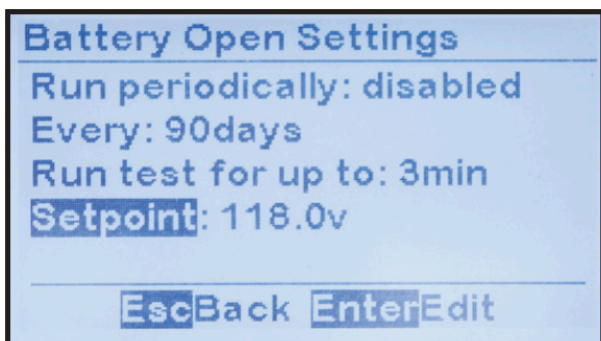 Battery Open Settings
Run periodically: disabled
Every: 90days
Run test for up to: 3min
Setpoint: 118.0v
EscBack EnterEdit